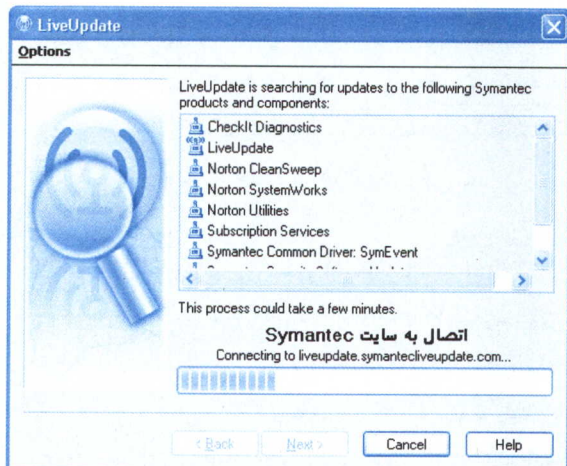 LiveUpdate
Options
LiveUpdate is searching for updates to the following Symantec
products and components:
CheckIt Diagnostics
LiveUpdate
Norton CleanSweep
Norton SystemWorks
Norton Utilities
Subscription Services
Symantec Common Driver: SymEvent
This process could take a few minutes.
اتصال به سایت Symantec
Connecting to liveupdate.symantecliveupdate.com...
< Back Next > Cancel Help